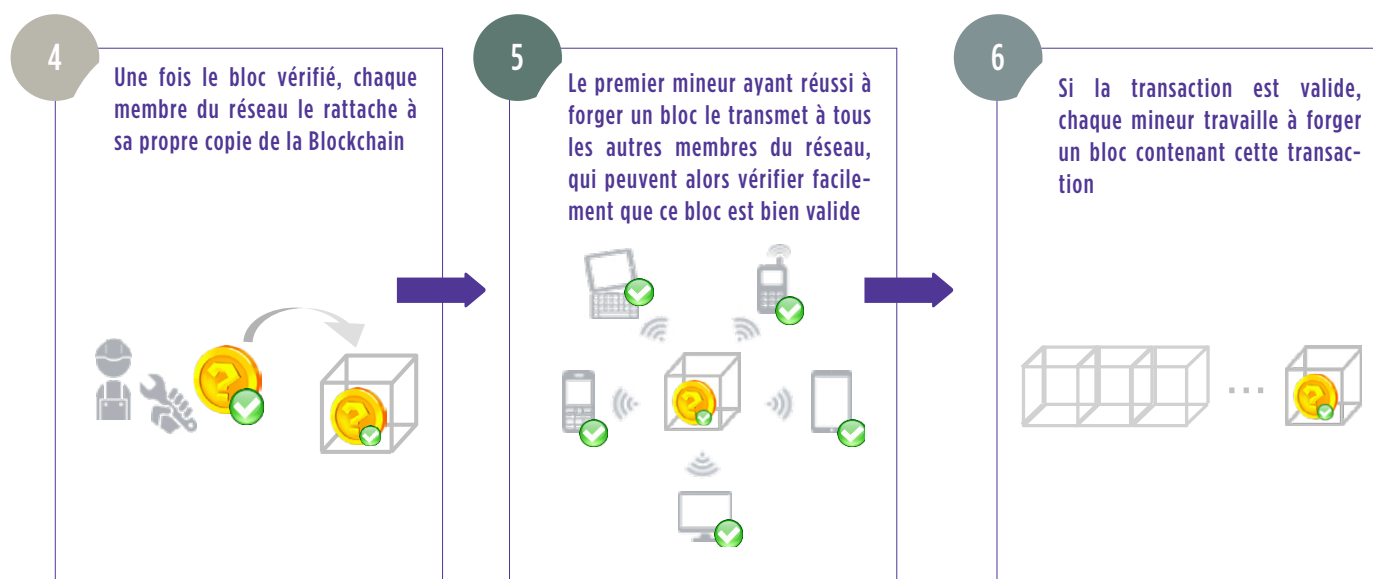 4
Une fois le bloc vérifié, chaque
membre du réseau le rattache à
sa propre copie de la Blockchain
5
Le premier mineur ayant réussi à
forger un bloc le transmet à tous
les autres membres du réseau,
qui peuvent alors vérifier facile-
ment que ce bloc est bien valide
6
Si la transaction est valide,
chaque mineur travaille à forger
un bloc contenant cette transac-
tion
...